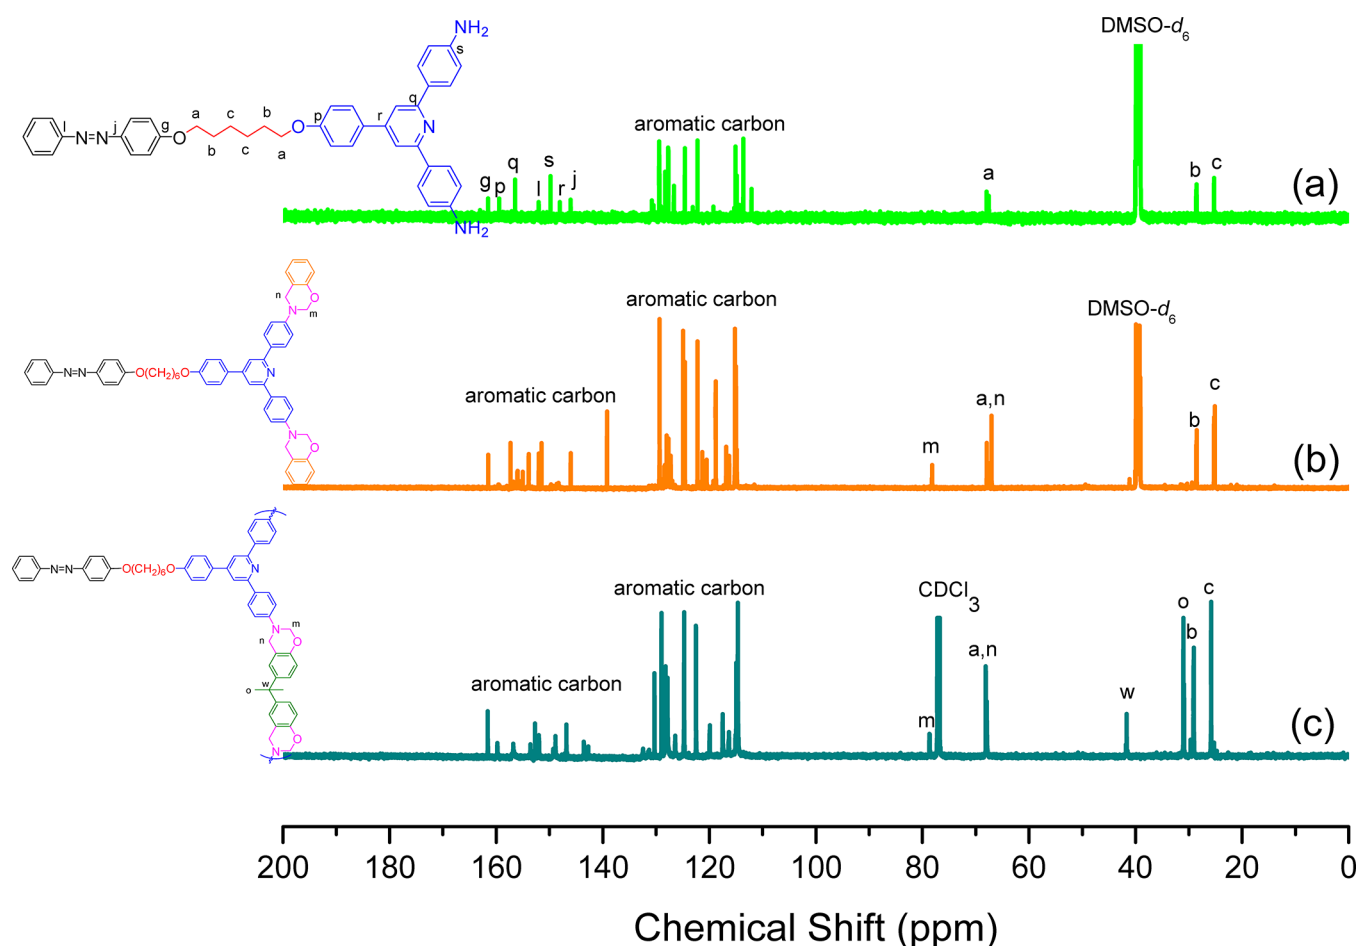 NH₂
s
DMSO-d₆
q
a c b
p
r
N
l N=N j g O
b c a O
aromatic carbon
g p q l s r j
a
b c
(a)
NH₂
n O
N m
aromatic carbon
DMSO-d₆
N=N O(CH₂)₆O N
aromatic carbon
m
a,n
b
c
(b)
N
O
aromatic carbon
CDCl₃
o
b
c
N=N O(CH₂)₆O N
N m
n O
aromatic carbon
m
a,n
w
(c)
o w
O
N
200 180 160 140 120 100 80 60 40 20 0
Chemical Shift (ppm)